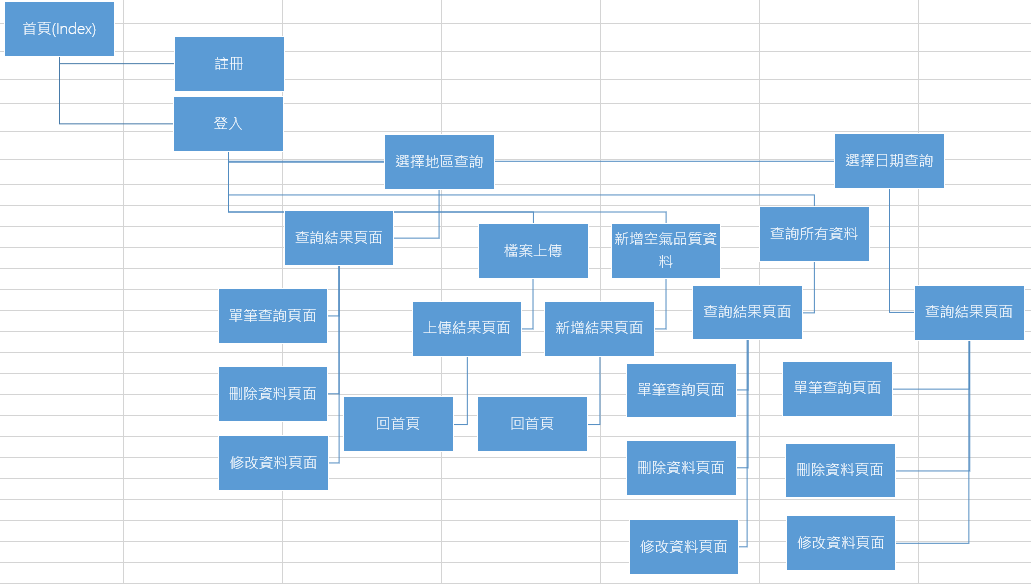 首頁(Index)
註冊
登入
選擇地區查詢
選擇日期查詢
查詢結果頁面
檔案上傳
新增空氣品質資
料
查詢所有資料
單筆查詢頁面
上傳結果頁面
新增結果頁面
查詢結果頁面
查詢結果頁面
刪除資料頁面
回首頁
回首頁
單筆查詢頁面
單筆查詢頁面
修改資料頁面
刪除資料頁面
刪除資料頁面
修改資料頁面
修改資料頁面